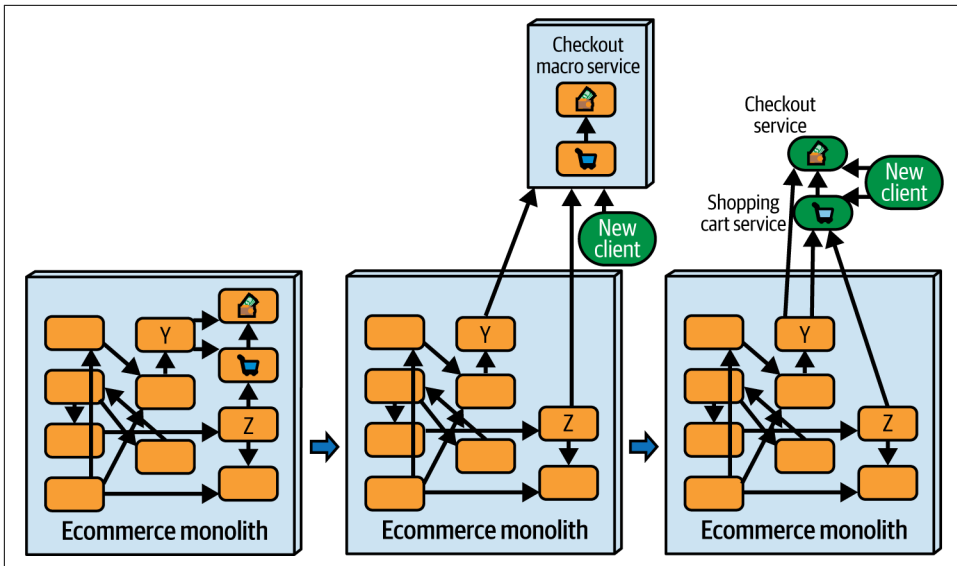 Checkout
macro service
New
client
Checkout
service
Shopping
cart service
New
client
Y
Z
Ecommerce monolith
Y
Z
Ecommerce monolith
Y
Z
Ecommerce monolith